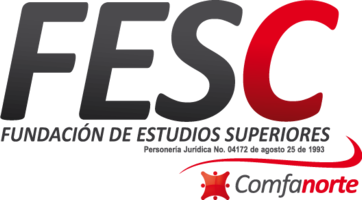 FESC
FUNDACIÓN DE ESTUDIOS SUPERIORES
Personería Jurídica No. 04172 de agosto 25 de 1993
Comfanorte